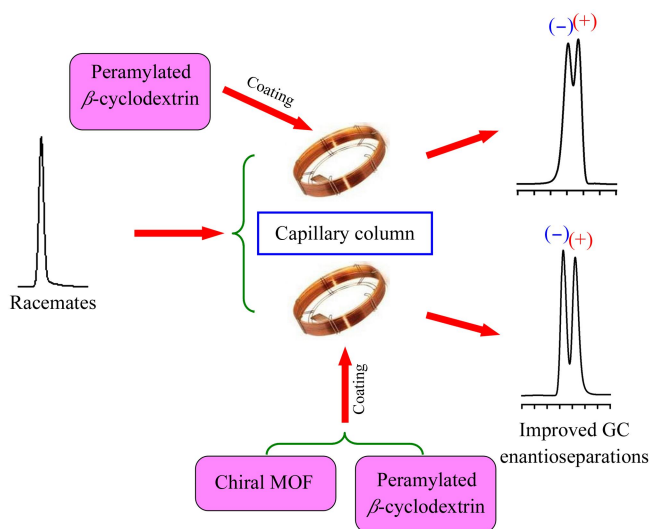 (−) (+)
Peramylated
β-cyclodextrin
Coating
Capillary column
Racemates
(−) (+)
Coating
Improved GC
enantioseparations
Chiral MOF
Peramylated
β-cyclodextrin